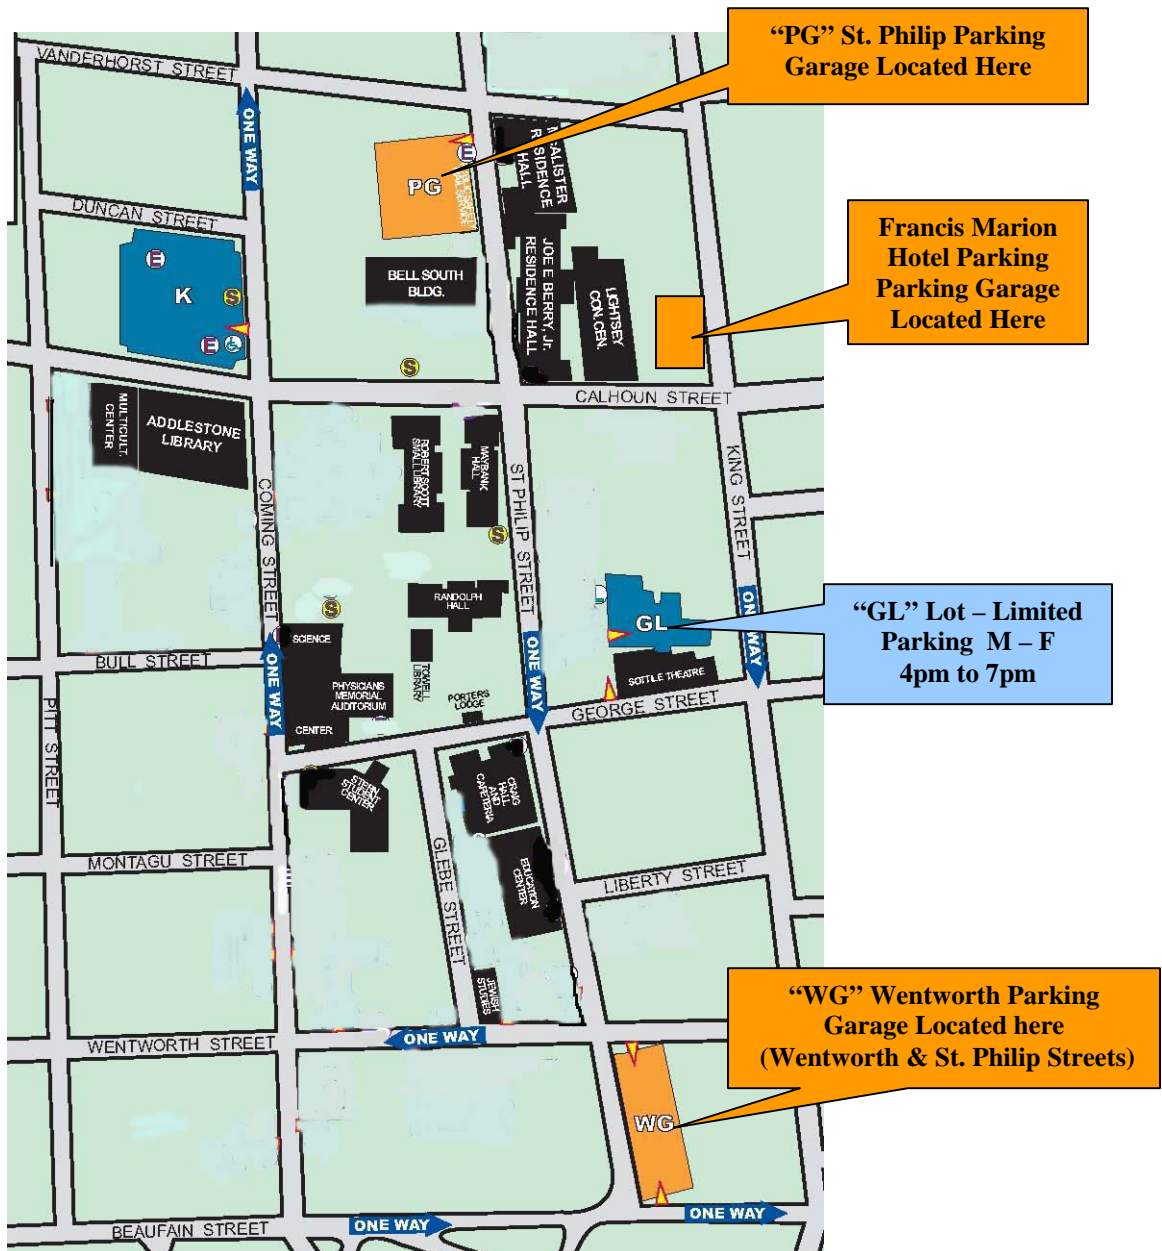 “PG” St. Philip Parking
Garage Located Here
VANDERHORST STREET
ONE WAY
MCALISTER
RESIDENCE
HALL
E
PG
DUNCAN STREET
Francis Marion
Hotel Parking
Parking Garage
Located Here
E
K
S
E
BELL SOUTH
BLDG.
JOE E BERRY, Jr.
RESIDENCE HALL
LIGHTSEY
CON.CEN.
S
CALHOUN STREET
MULTICULT.
CENTER
ADDLESTONE
LIBRARY
ROBERT SCOTT
SMALL LIBRARY
MAYBANK
HALL
KING STREET
COMING STREET
ST PHILIP STREET
S
S
RANDOLPH
HALL
GL
“GL” Lot – Limited
Parking M – F
4pm to 7pm
ONE WAY
ONE WAY
ONE WAY
SCIENCE
CENTER
BULL STREET
PHYSICIANS
MEMORIAL
AUDITORIUM
TOWELL
LIBRARY
PORTERS
LODGE
SOTTILE THEATRE
GEORGE STREET
PITT STREET
STERN
STUDENT
CENTER
CRAIG
HALL
AND
CAFETERIA
MONTAGU STREET
GLEBE STREET
EDUCATION
CENTER
LIBERTY STREET
JEWISH
STUDIES
“WG” Wentworth Parking
Garage Located here
(Wentworth & St. Philip Streets)
WENTWORTH STREET
ONE WAY
WG
BEAUFAIN STREET
ONE WAY
ONE WAY